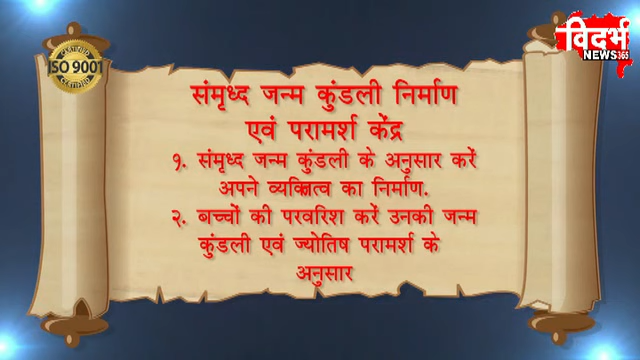 CERTIFIED
ISO 9001
CERTIFIED
विदर्भ
NEWS365
संमृध्द जन्म कुंडली निर्माण
एवं परामर्श केंद्र
१. संमृध्द जन्म कुंडली के अनुसार करें
अपने व्यक्तित्व का निर्माण.
२. बच्चों की परवरिश करें उनकी जन्म
कुंडली एवं ज्योतिष परामर्श के
अनुसार